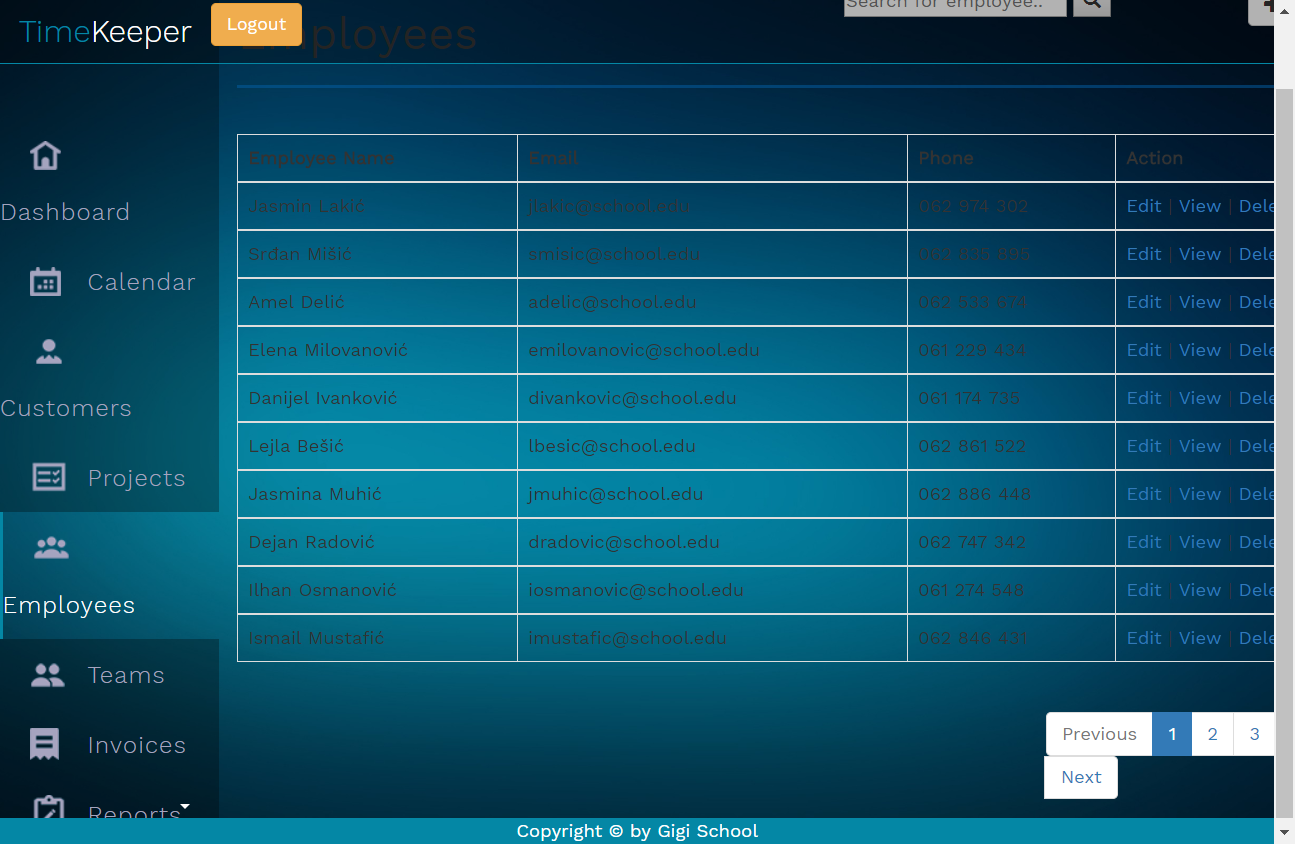 TimeKeeper
Logout
Employees
Search for employee..
Dashboard
Calendar
Customers
Projects
Employees
Teams
Invoices
Reports
Employee Name Email Phone Action
Jasmin Lakić jlakic@school.edu 062 974 302 Edit | View | Dele
Srđan Mišić smisic@school.edu 062 835 895 Edit | View | Dele
Amel Delić adelic@school.edu 062 533 674 Edit | View | Dele
Elena Milovanović emilovanovic@school.edu 061 229 434 Edit | View | Dele
Danijel Ivanković divankovic@school.edu 061 174 735 Edit | View | Dele
Lejla Bešić lbesic@school.edu 062 861 522 Edit | View | Dele
Jasmina Muhić jmuhic@school.edu 062 886 448 Edit | View | Dele
Dejan Radović dradovic@school.edu 062 747 342 Edit | View | Dele
Ilhan Osmanović iosmanovic@school.edu 061 274 548 Edit | View | Dele
Ismail Mustafić imustafic@school.edu 062 846 431 Edit | View | Dele
Previous 1 2 3
Next
Copyright © by Gigi School